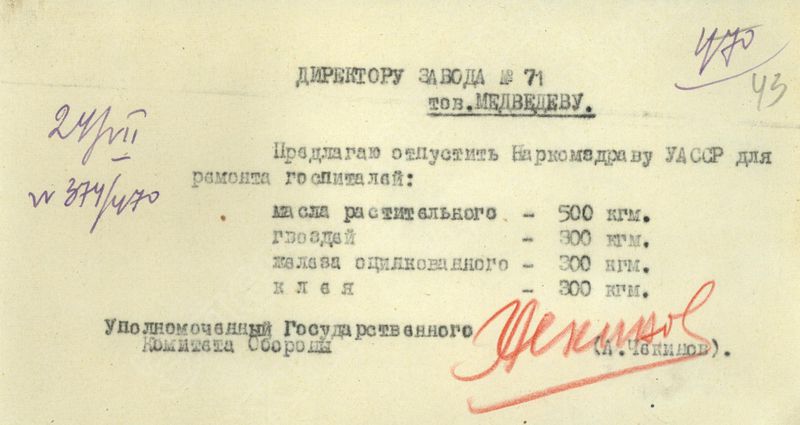 470
43
ДИРЕКТОРУ ЗАВОДА № 71
тов.МЕДВЕДЕВУ.
24/VII
N 374/470
Предлагаю отпустить Наркомздраву УАССР для
ремонта госпиталей:
масла растительного - 500 кгм.
гвоздей - 300 кгм.
железа оцинкованного - 300 кгм.
клея - 300 кгм.
Уполномоченный Государственного
Комитета Обороны (А.Чекинов).
АЧекинов